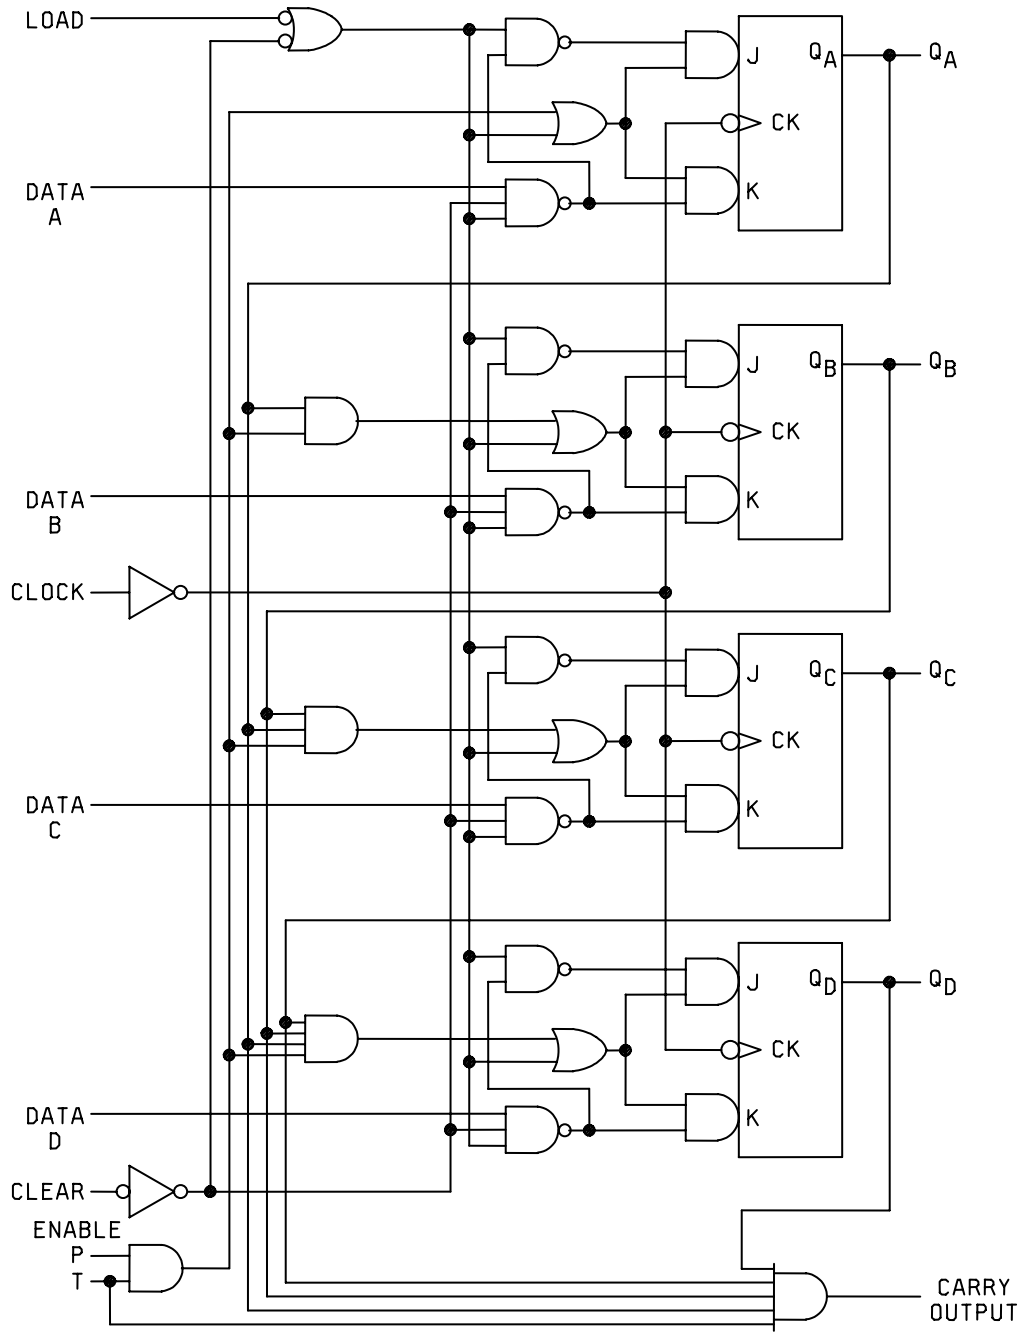 LOAD
J
QA
QA
CK
K
DATA
A
J
QB
QB
CK
K
DATA
B
CLOCK
J
QC
QC
CK
K
DATA
C
J
QD
QD
CK
K
DATA
D
CLEAR
ENABLE
P
T
CARRY
OUTPUT